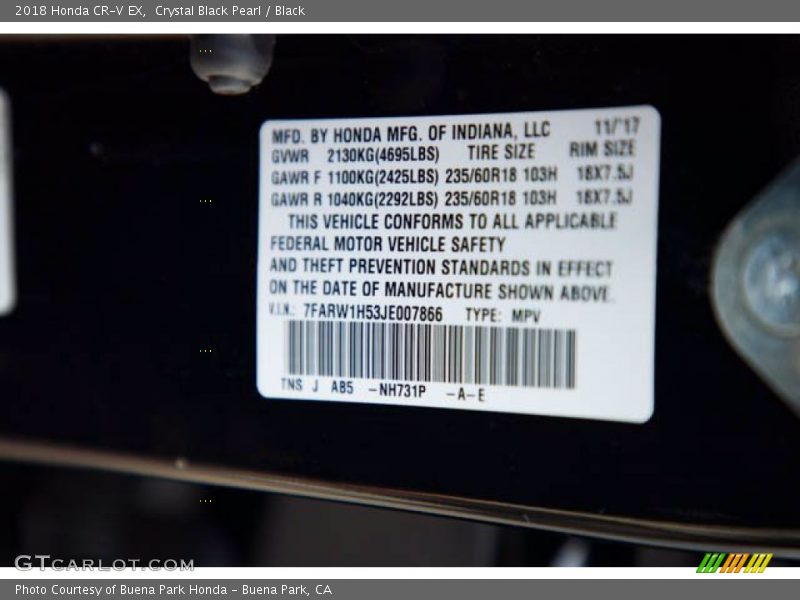 2018 Honda CR-V EX, Crystal Black Pearl / Black
MFD. BY HONDA MFG. OF INDIANA, LLC 11/'17
GVWR 2130KG(4695LBS) TIRE SIZE RIM SIZE
GAWR F 1100KG(2425LBS) 235/60R18 103H 18X7.5J
GAWR R 1040KG(2292LBS) 235/60R18 103H 18X7.5J
THIS VEHICLE CONFORMS TO ALL APPLICABLE
FEDERAL MOTOR VEHICLE SAFETY
AND THEFT PREVENTION STANDARDS IN EFFECT
ON THE DATE OF MANUFACTURE SHOWN ABOVE.
V.I.N.: 7FARW1H53JE007866 TYPE: MPV
TNS J AB5 -NH731P -A-E
GTCARLOT.COM
Photo Courtesy of Buena Park Honda - Buena Park, CA